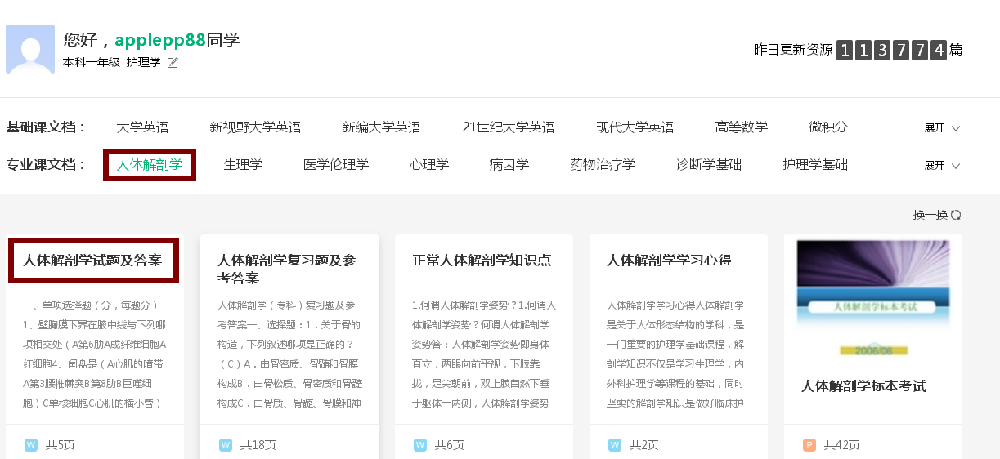 您好，applepp88同学
本科一年级 护理学
昨日更新资源 113774 篇
基础课文档： 大学英语 新视野大学英语 新编大学英语 21世纪大学英语 现代大学英语 高等数学 微积分 展开
专业课文档： 人体解剖学 生理学 医学伦理学 心理学 病因学 药物治疗学 诊断学基础 护理学基础 展开
换一换
人体解剖学试题及答案
一、单项选择题（分，每题分）
1、壁胸膜下界在腋中线与下列哪
项相交处（A第6肋A成纤维细胞A
红细胞4、闰盘是（A心肌的暗带
A第3腰椎棘突B第8肋B巨噬细
胞）C单核细胞C心肌的横小管）
W 共5页
人体解剖学复习题及参
考答案
人体解剖学（专科）复习题及参
考答案一、选择题：1．关于骨的
构造，下列叙述哪项是正确的？
（C）A．由骨密质、骨髓和骨膜
构成B．由骨松质、骨密质和骨髓
构成C．由骨质、骨髓、骨膜和神
W 共18页
正常人体解剖学知识点
1.何谓人体解剖学姿势？1.何谓人
体解剖学姿势？何谓人体解剖学
姿势答：人体解剖学姿势即身体
直立，两眼向前平视，下肢靠
拢，足尖朝前，双上肢自然下垂
于躯体干两侧，人体解剖学姿势
W 共6页
人体解剖学学习心得
人体解剖学学习心得人体解剖学
是关于人体形态结构的学科，是
一门重要的护理学基础课程，解
剖学知识不仅是学习生理学，内
外科护理学等课程的基础，同时
坚实的解剖学知识是做好临床护
W 共2页
人体解剖学标本考试
2006/06
人体解剖学标本考试
P 共42页